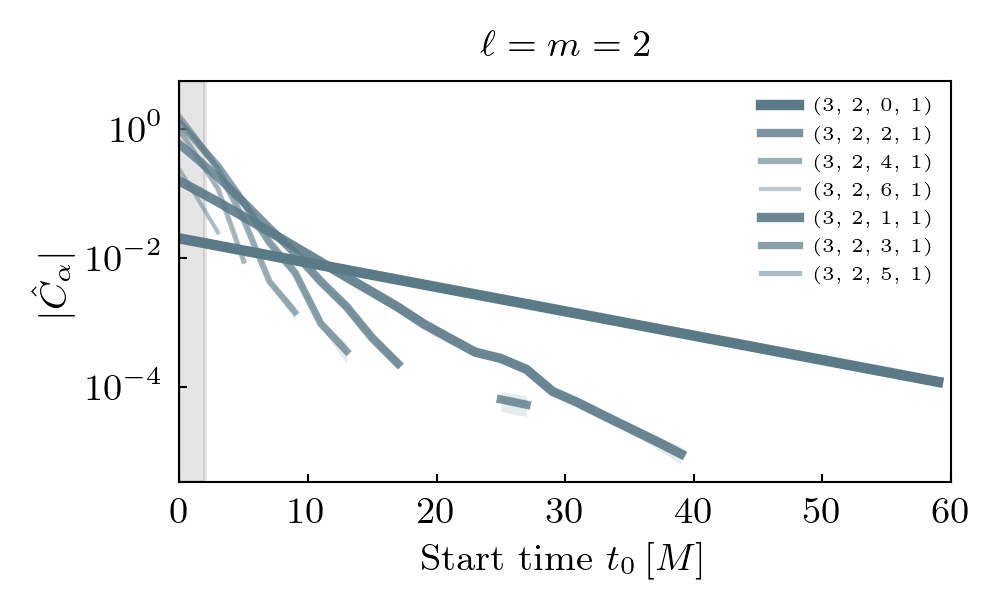 ℓ = m = 2
|Ĉ_α|
10^0
10^−2
10^−4
(3, 2, 0, 1)
(3, 2, 2, 1)
(3, 2, 4, 1)
(3, 2, 6, 1)
(3, 2, 1, 1)
(3, 2, 3, 1)
(3, 2, 5, 1)
0 10 20 30 40 50 60
Start time t_0 [M]